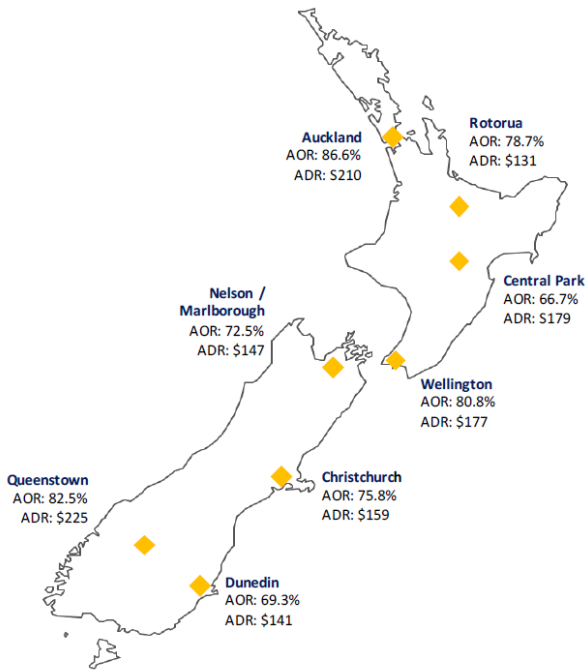 Auckland
AOR: 86.6%
ADR: S210
Rotorua
AOR: 78.7%
ADR: $131
Central Park
AOR: 66.7%
ADR: S179
Nelson /
Marlborough
AOR: 72.5%
ADR: $147
Wellington
AOR: 80.8%
ADR: $177
Queenstown
AOR: 82.5%
ADR: $225
Christchurch
AOR: 75.8%
ADR: $159
Dunedin
AOR: 69.3%
ADR: $141